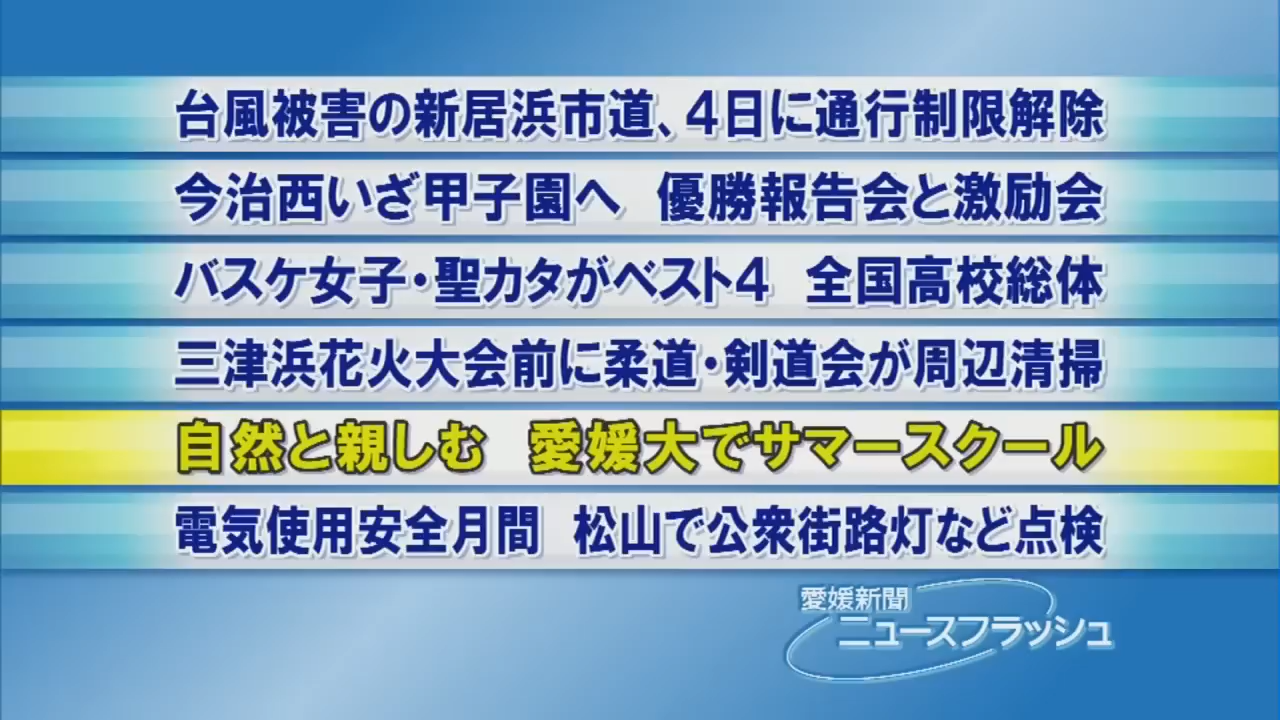 台風被害の新居浜市道、4日に通行制限解除
今治西いざ甲子園へ　優勝報告会と激励会
バスケ女子・聖カタがベスト4　全国高校総体
三津浜花火大会前に柔道・剣道会が周辺清掃
自然と親しむ　愛媛大でサマースクール
電気使用安全月間　松山で公衆街路灯など点検
愛媛新聞
ニュースフラッシュ